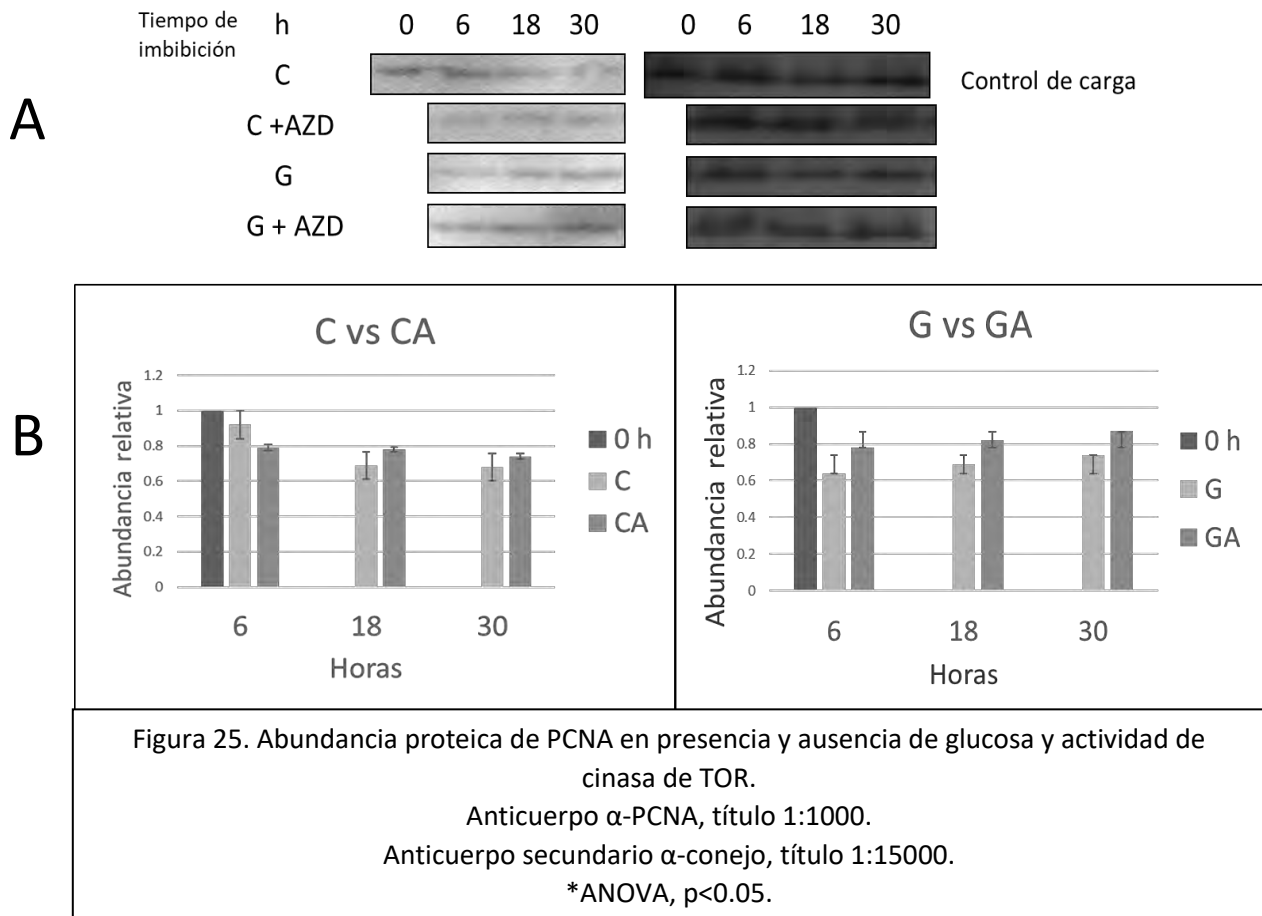 Tiempo de
imbibición
h 0 6 18 30 0 6 18 30
A
C
Control de carga
C +AZD
G
G + AZD
B
C vs CA
Abundancia relativa
1.2
1
0.8
0.6
0.4
0.2
0
6 18 30
Horas
0 h
C
CA
G vs GA
Abundancia relativa
1.2
1
0.8
0.6
0.4
0.2
0
6 18 30
Horas
0 h
G
GA
Figura 25. Abundancia proteica de PCNA en presencia y ausencia de glucosa y actividad de
cinasa de TOR.
Anticuerpo α-PCNA, título 1:1000.
Anticuerpo secundario α-conejo, título 1:15000.
*ANOVA, p<0.05.